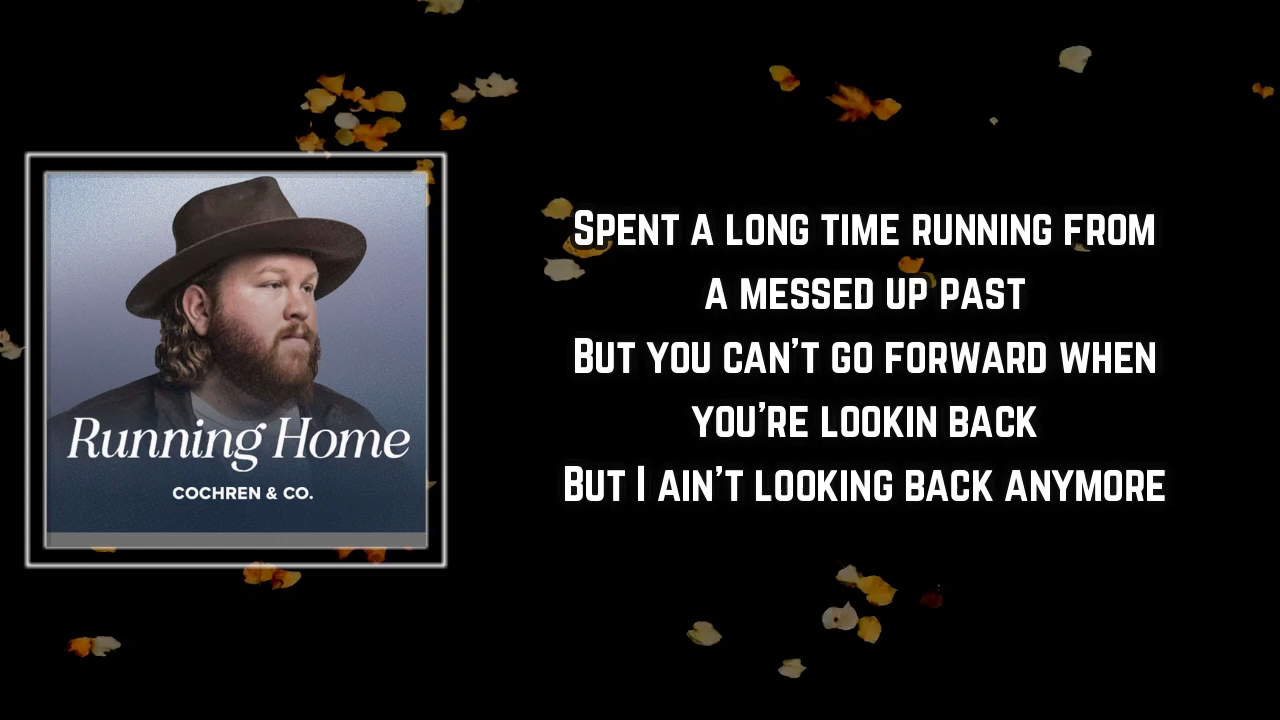 Running Home
COCHREN & CO.
SPENT A LONG TIME RUNNING FROM
A MESSED UP PAST
BUT YOU CAN'T GO FORWARD WHEN
YOU'RE LOOKIN BACK
BUT I AIN'T LOOKING BACK ANYMORE